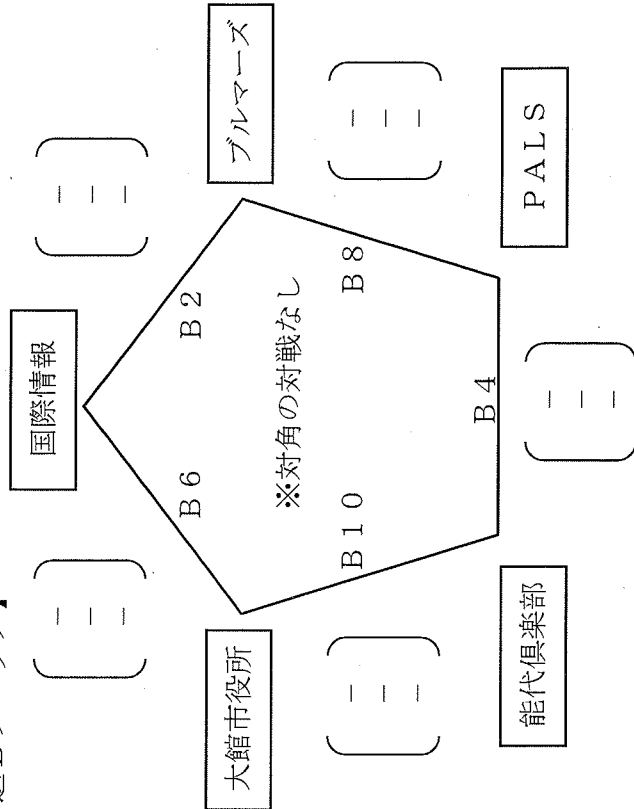 国際情報
ブルマーズ
PALS
能代倶楽部
大館市役所
B2
B8
B4
B10
B6
※対角の対戦なし